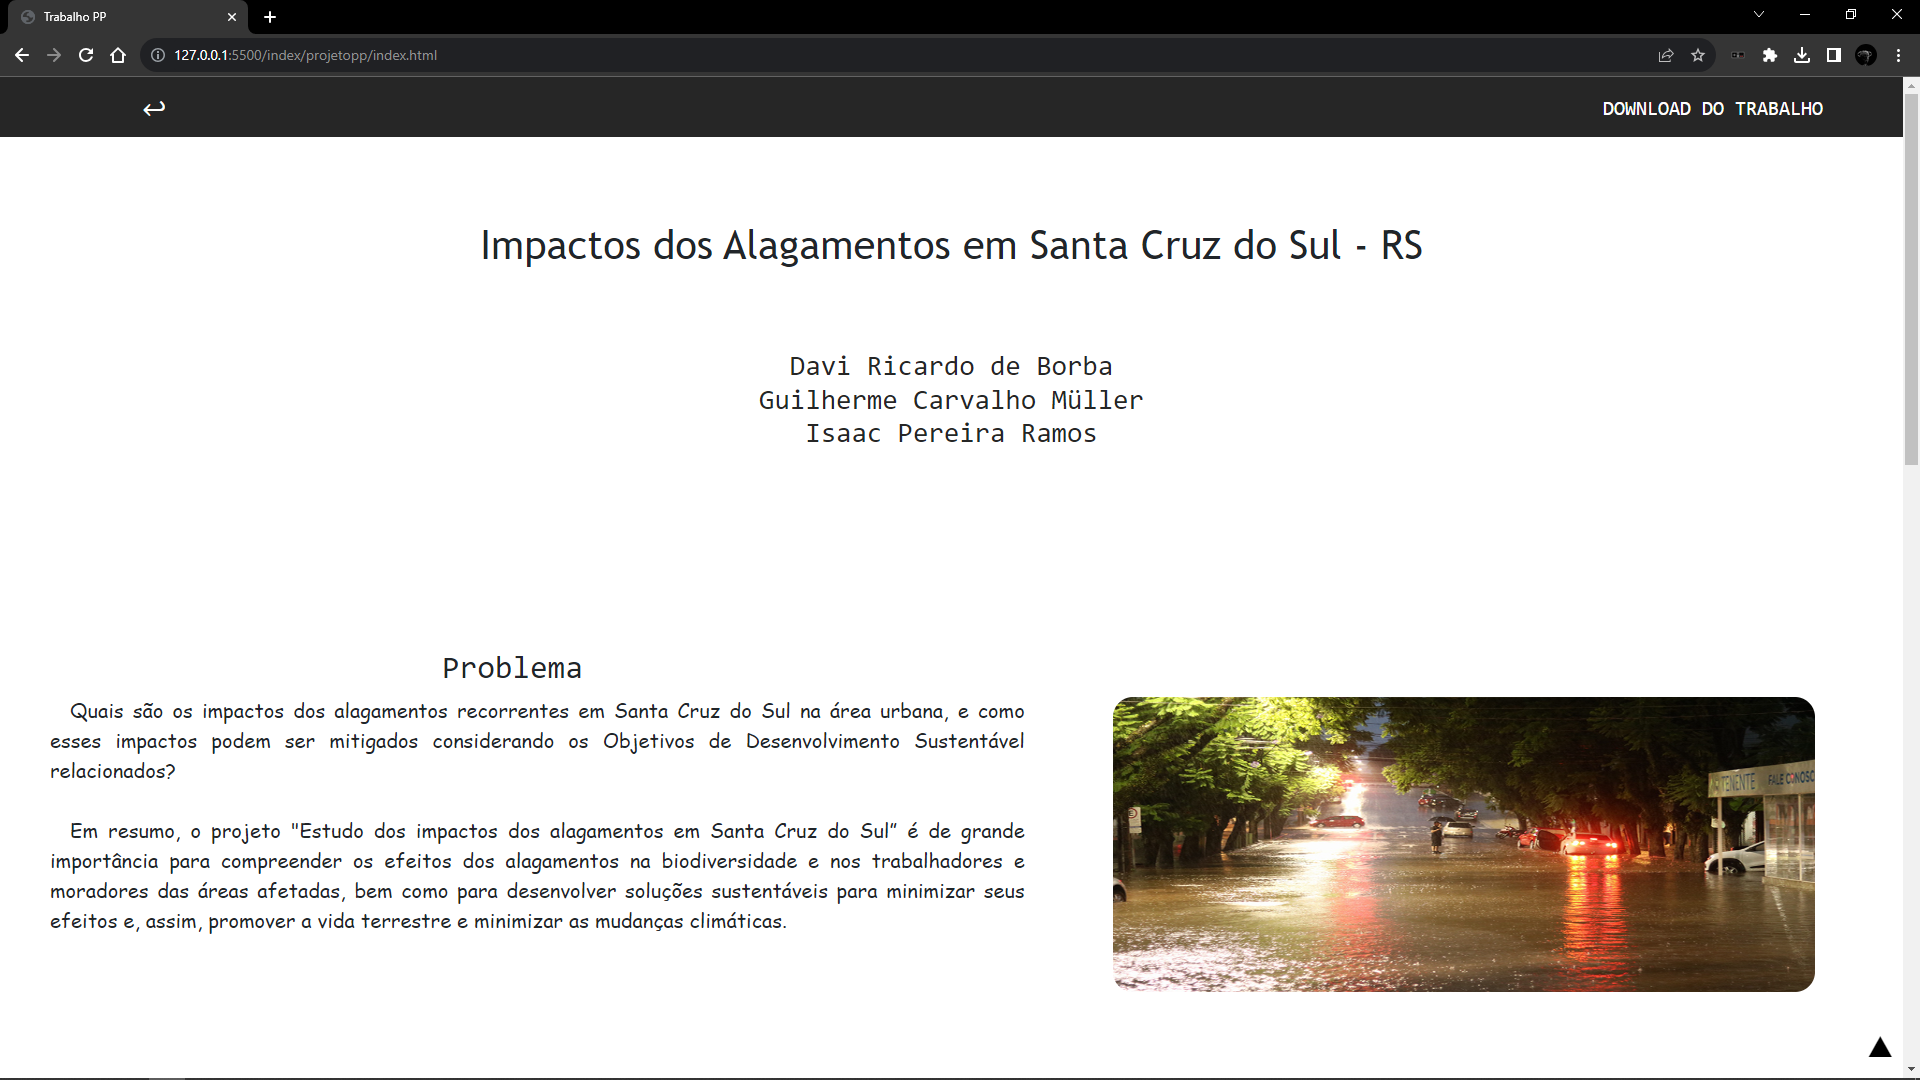 Trabalho PP
127.0.0.1:5500/index/projetopp/index.html
DOWNLOAD DO TRABALHO
Impactos dos Alagamentos em Santa Cruz do Sul - RS
Davi Ricardo de Borba
Guilherme Carvalho Müller
Isaac Pereira Ramos
Problema
Quais são os impactos dos alagamentos recorrentes em Santa Cruz do Sul na área urbana, e como
esses impactos podem ser mitigados considerando os Objetivos de Desenvolvimento Sustentável
relacionados?
Em resumo, o projeto "Estudo dos impactos dos alagamentos em Santa Cruz do Sul” é de grande
importância para compreender os efeitos dos alagamentos na biodiversidade e nos trabalhadores e
moradores das áreas afetadas, bem como para desenvolver soluções sustentáveis para minimizar seus
efeitos e, assim, promover a vida terrestre e minimizar as mudanças climáticas.
TENENTE FALE CONOSC